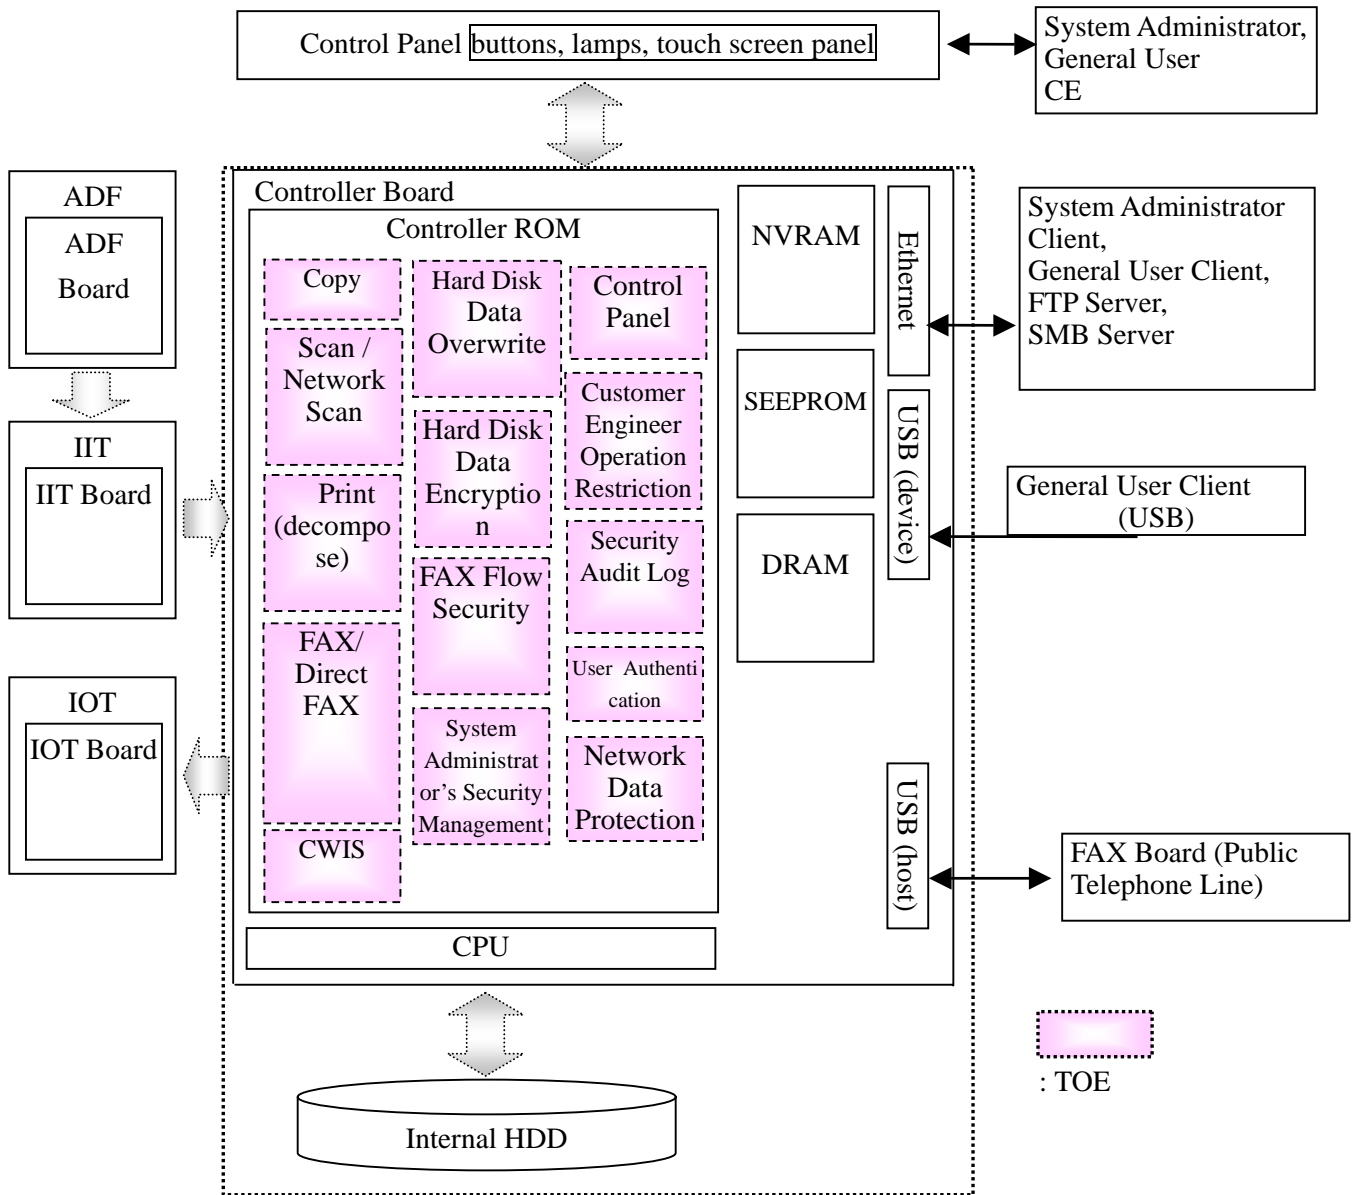 Control Panel buttons, lamps, touch screen panel
System Administrator,
General User
CE
ADF
ADF
Board
IIT
IIT Board
IOT
IOT Board
Controller Board
Controller ROM
Copy
Scan /
Network
Scan
Print
(decompo
se)
FAX/
Direct
FAX
CWIS
Hard Disk
Data
Overwrite
Hard Disk
Data
Encryptio
n
FAX Flow
Security
System
Administrat
or’s Security
Management
Control
Panel
Customer
Engineer
Operation
Restriction
Security
Audit Log
User Authenti
cation
Network
Data
Protection
CPU
NVRAM
SEEPROM
DRAM
Ethernet
USB (device)
USB (host)
System Administrator
Client,
General User Client,
FTP Server,
SMB Server
General User Client
(USB)
FAX Board (Public
Telephone Line)
Internal HDD
: TOE